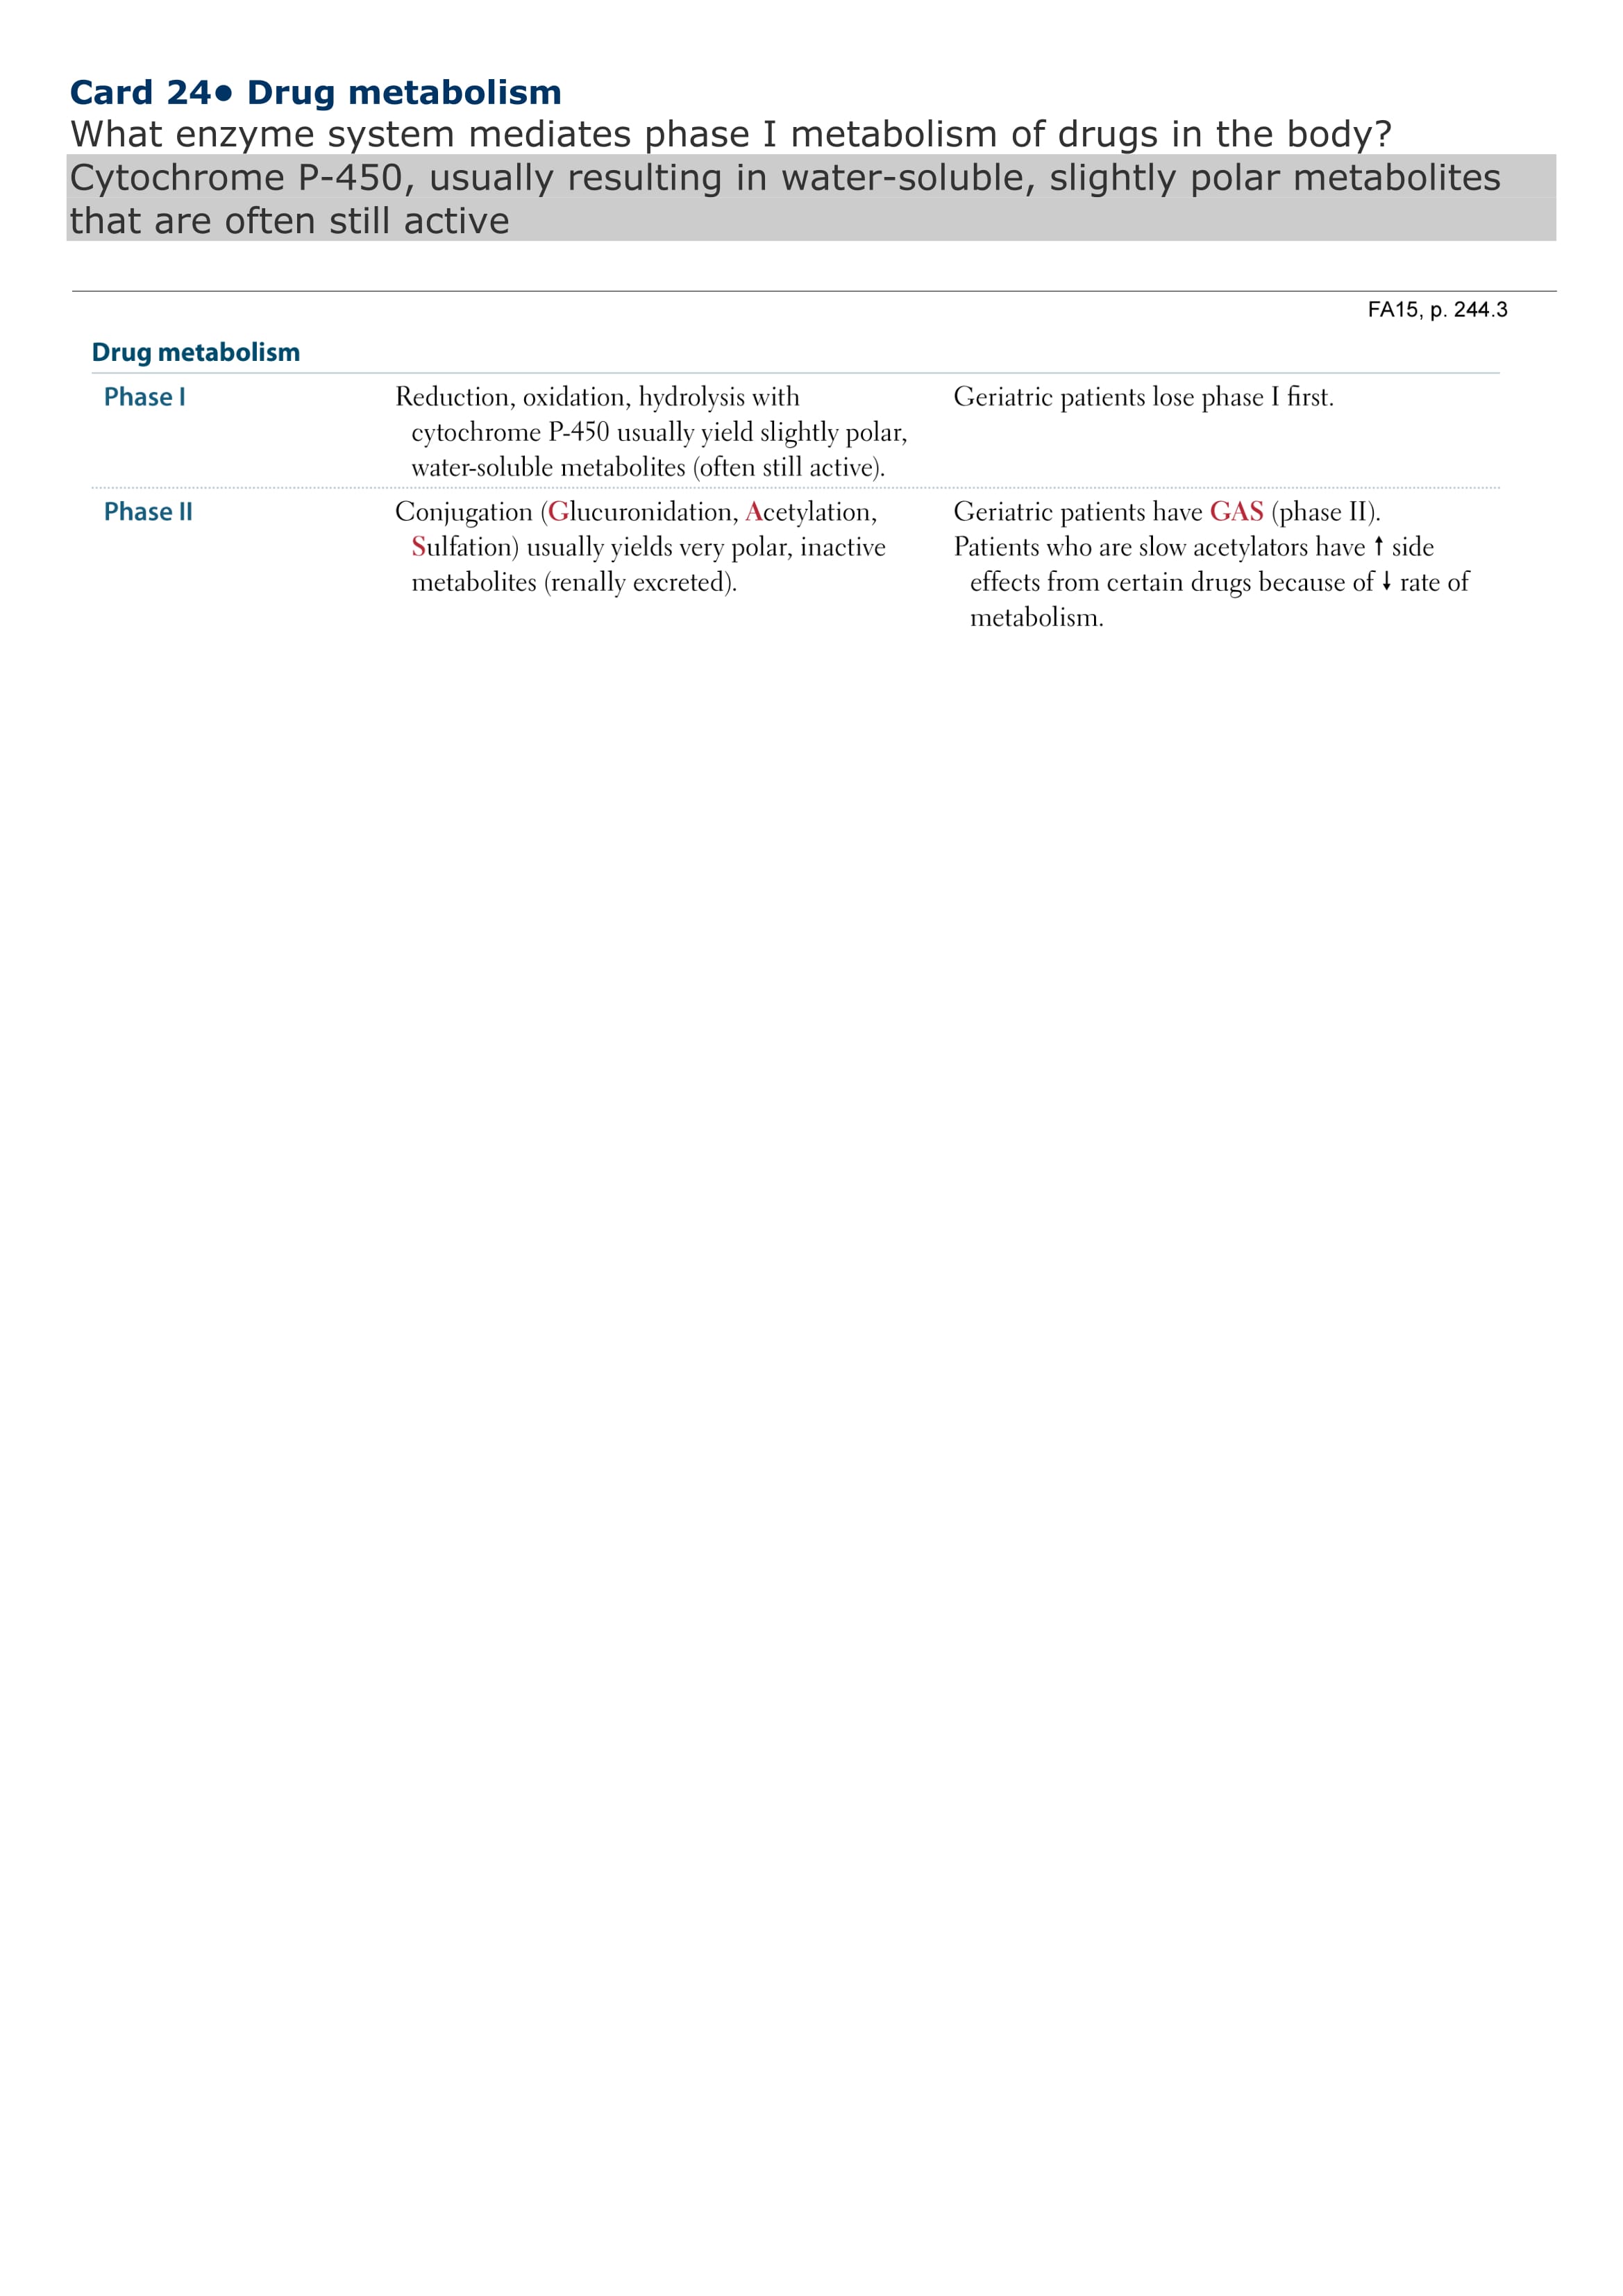 Card 24● Drug metabolism
What enzyme system mediates phase I metabolism of drugs in the body?
Cytochrome P-450, usually resulting in water-soluble, slightly polar metabolites
that are often still active
FA15, p. 244.3
Drug metabolism
Phase I
Reduction, oxidation, hydrolysis with
cytochrome P-450 usually yield slightly polar,
water-soluble metabolites (often still active).
Geriatric patients lose phase I first.
Phase II
Conjugation (Glucuronidation, Acetylation,
Sulfation) usually yields very polar, inactive
metabolites (renally excreted).
Geriatric patients have GAS (phase II).
Patients who are slow acetylators have ↑ side
effects from certain drugs because of ↓ rate of
metabolism.